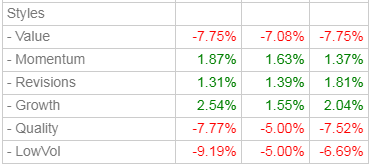 Styles
- Value -7.75% -7.08% -7.75%
- Momentum 1.87% 1.63% 1.37%
- Revisions 1.31% 1.39% 1.81%
- Growth 2.54% 1.55% 2.04%
- Quality -7.77% -5.00% -7.52%
- LowVol -9.19% -5.00% -6.69%